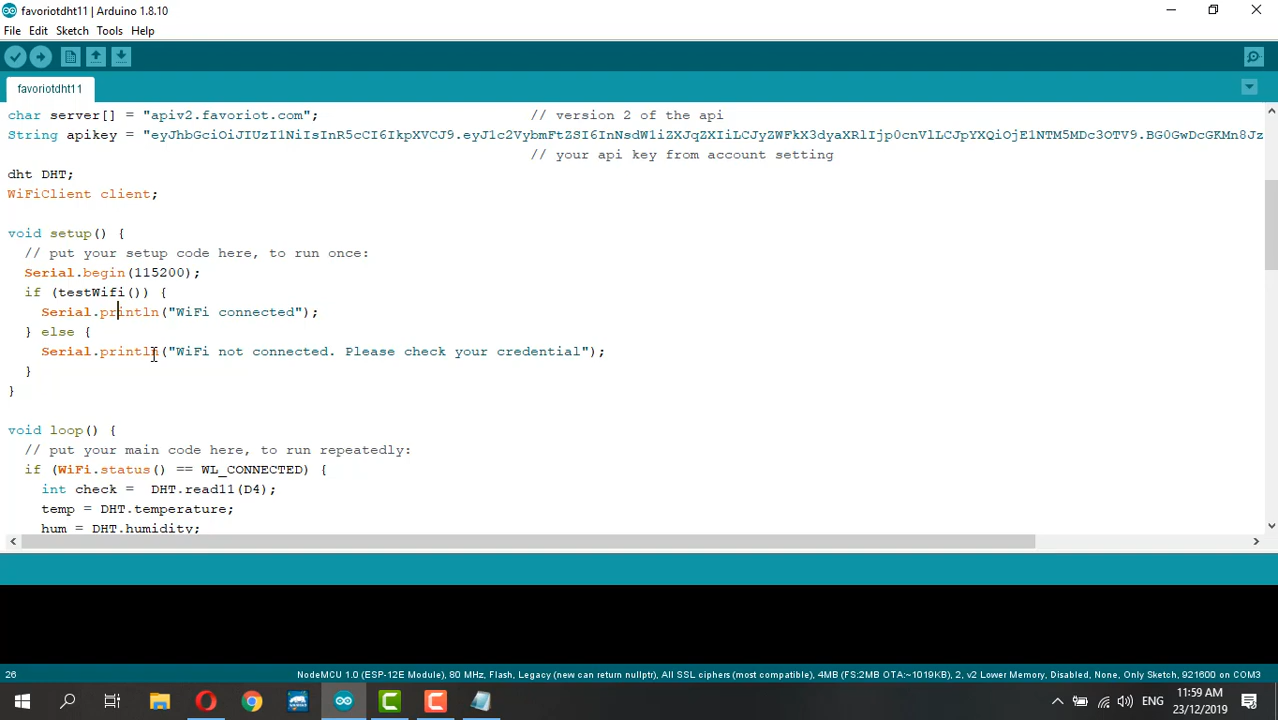 favoriotdht11 | Arduino 1.8.10
File Edit Sketch Tools Help
favoriotdht11
char server[] = "apiv2.favoriot.com"; // version 2 of the api
String apikey = "eyJhbGciOiJIUzI1NiIsInR5cCI6IkpXVCJ9.eyJ1c2VybmFtZSI6InNsdW1iZXJqZXIiLCJyZWFkX3dyaXRlIjp0cnVlLCJpYXQiOjE1NTM5MDc3OTV9.BG0GwDcGKMn8Jz
// your api key from account setting
dht DHT;
WiFiClient client;
void setup() {
// put your setup code here, to run once:
Serial.begin(115200);
if (testWifi()) {
Serial.println("WiFi connected");
} else {
Serial.println("WiFi not connected. Please check your credential");
}
}
void loop() {
// put your main code here, to run repeatedly:
if (WiFi.status() == WL_CONNECTED) {
int check = DHT.read11(D4);
temp = DHT.temperature;
hum = DHT.humidity;
26 NodeMCU 1.0 (ESP-12E Module), 80 MHz, Flash, Legacy (new can return nullptr), All SSL ciphers (most compatible), 4MB (FS:2MB OTA:~1019KB), 2, v2 Lower Memory, Disabled, None, Only Sketch, 921600 on COM3
ENG
11:59 AM
23/12/2019